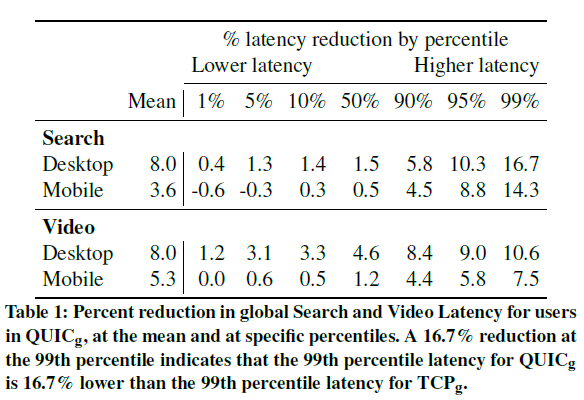 % latency reduction by percentile
Lower latency Higher latency
Mean 1% 5% 10% 50% 90% 95% 99%
Search
Desktop 8.0 0.4 1.3 1.4 1.5 5.8 10.3 16.7
Mobile 3.6 -0.6 -0.3 0.3 0.5 4.5 8.8 14.3
Video
Desktop 8.0 1.2 3.1 3.3 4.6 8.4 9.0 10.6
Mobile 5.3 0.0 0.6 0.5 1.2 4.4 5.8 7.5
Table 1: Percent reduction in global Search and Video Latency for users
in QUICg, at the mean and at specific percentiles. A 16.7% reduction at
the 99th percentile indicates that the 99th percentile latency for QUICg
is 16.7% lower than the 99th percentile latency for TCPg.